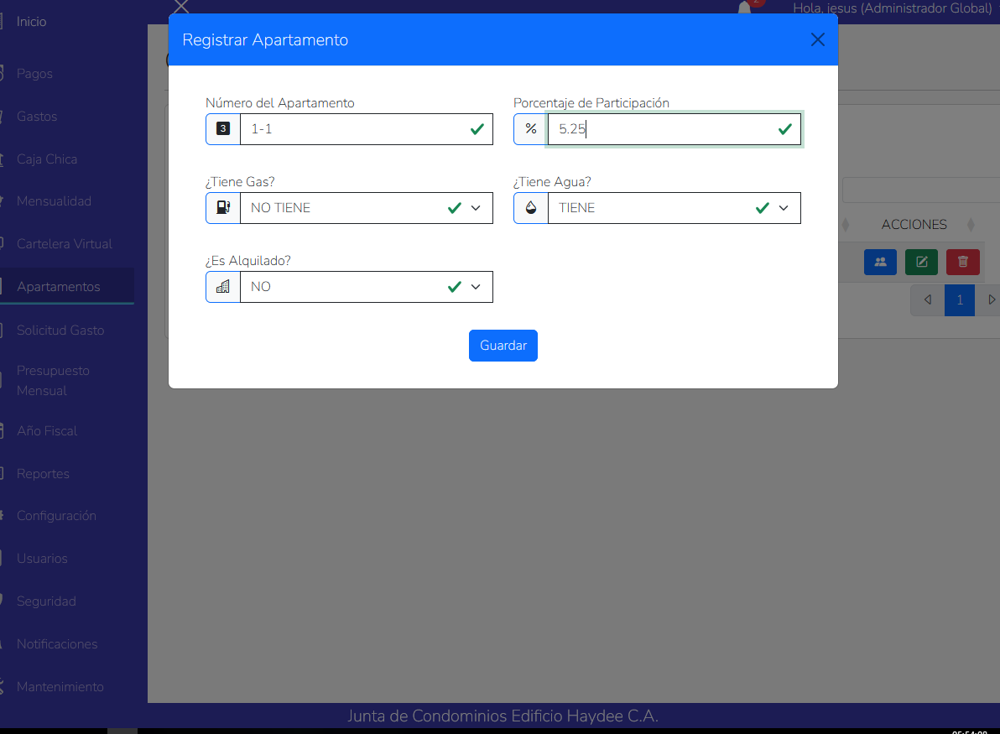 Inicio
2
Hola, jesus (Administrador Global)
Registrar Apartamento
Pagos
Gastos
Caja Chica
Mensualidad
Cartelera Virtual
Apartamentos
Solicitud Gasto
Presupuesto
Mensual
Año Fiscal
Reportes
Configuración
Usuarios
Seguridad
Notificaciones
Mantenimiento
Número del Apartamento
Porcentaje de Participación
3
1-1
%
5.25
¿Tiene Gas?
¿Tiene Agua?
NO TIENE
TIENE
¿Es Alquilado?
NO
Guardar
ACCIONES
1
Junta de Condominios Edificio Haydee C.A.